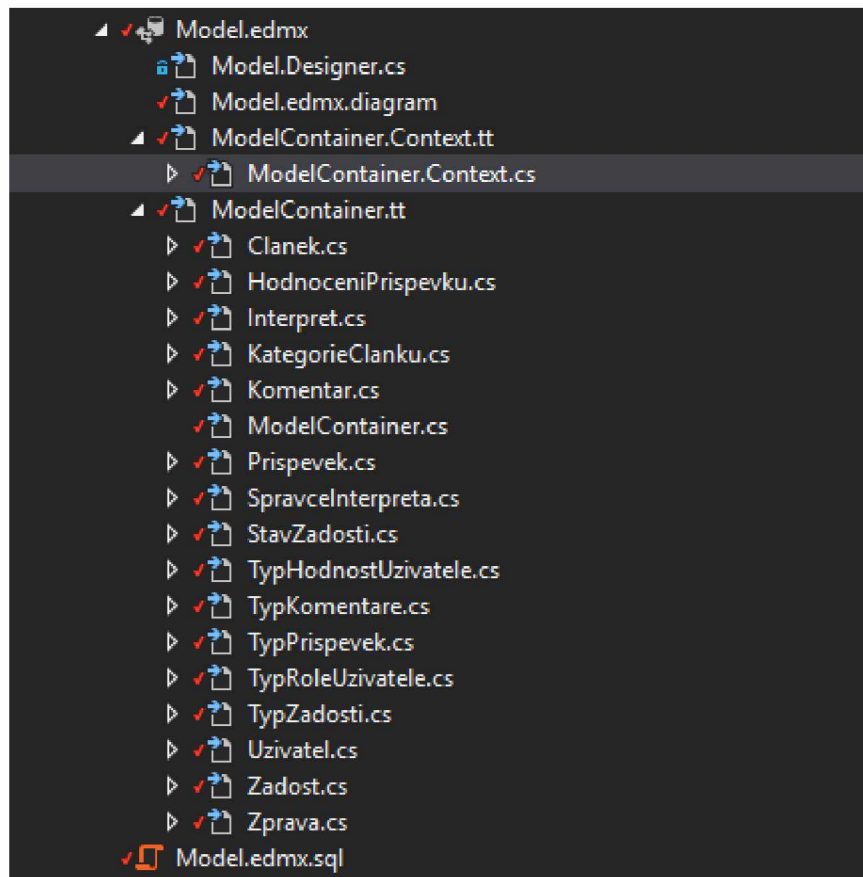 Model.edmx
Model.Designer.cs
Model.edmx.diagram
ModelContainer.Context.tt
ModelContainer.Context.cs
ModelContainer.tt
Clanek.cs
HodnoceniPrispevku.cs
Interpret.cs
KategorieClanku.cs
Komentar.cs
ModelContainer.cs
Prispevek.cs
SpravceInterpreta.cs
StavZadosti.cs
TypHodnostUzivatele.cs
TypKomentare.cs
TypPrispevek.cs
TypRoleUzivatele.cs
TypZadosti.cs
Uzivatel.cs
Zadost.cs
Zprava.cs
Model.edmx.sql